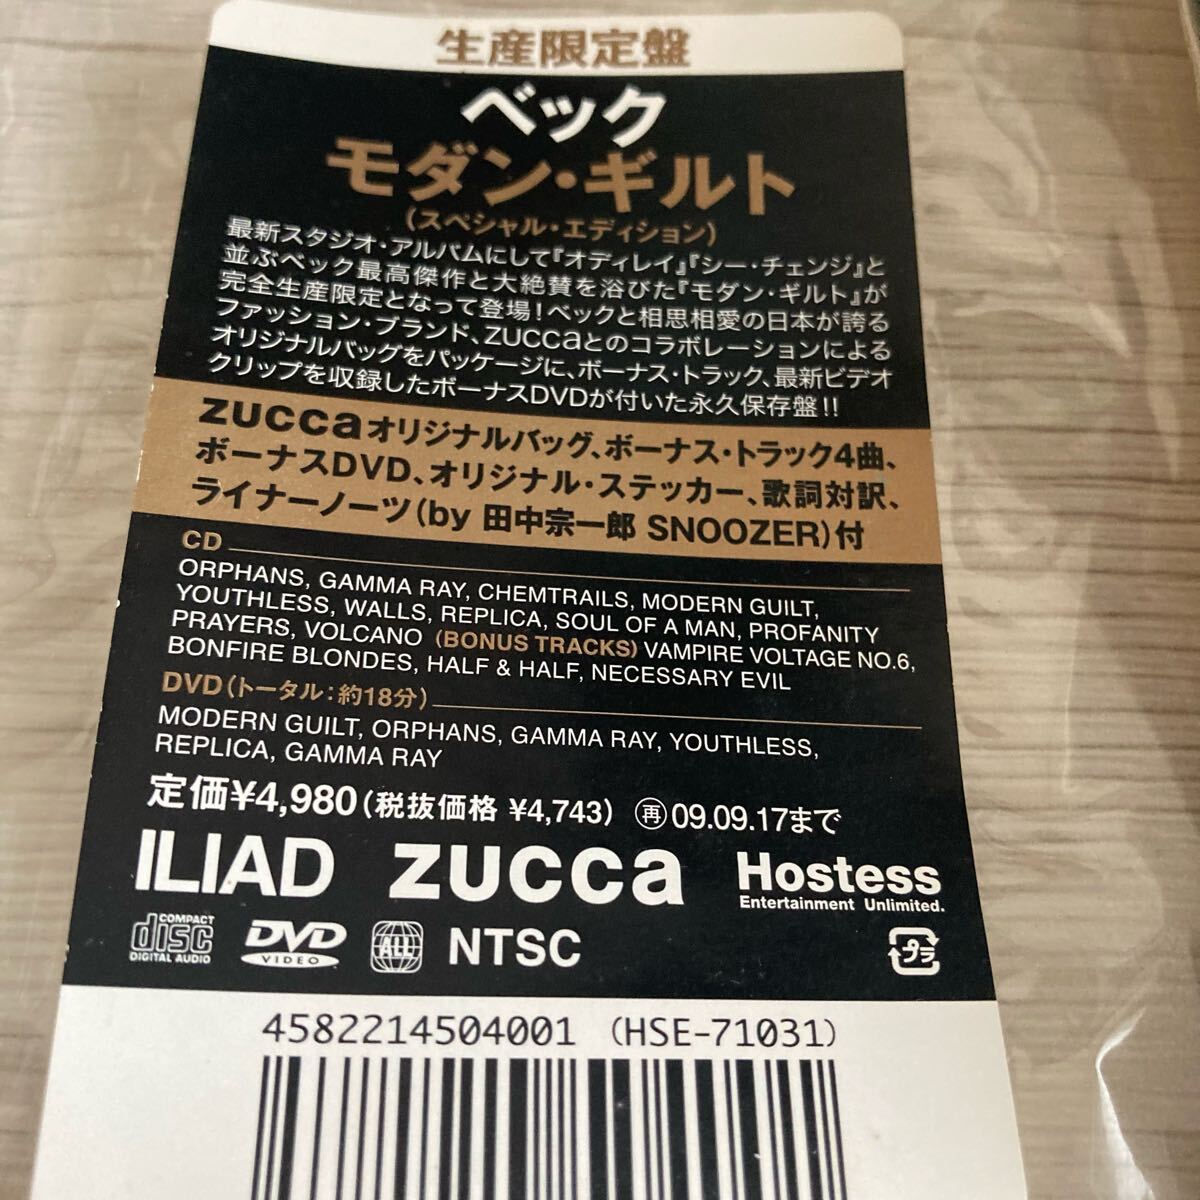 生産限定盤
ベック
モダン・ギルト
(スペシャル・エディション)
最新スタジオ・アルバムにして『オディレイ』『シー・チェンジ』と
並ぶベック最高傑作と大絶賛を浴びた『モダン・ギルト』が
完全生産限定となって登場!ベックと相思相愛の日本が誇る
ファッション・ブランド、zuccaとのコラボレーションによる
オリジナルバッグをパッケージに、ボーナス・トラック、最新ビデオ
クリップを収録したボーナスDVDが付いた永久保存盤!!
zuccaオリジナルバッグ、ボーナス・トラック4曲、
ボーナスDVD、オリジナル・ステッカー、歌詞対訳、
ライナーノーツ(by 田中宗一郎 SNOOZER)付
CD
ORPHANS, GAMMA RAY, CHEMTRAILS, MODERN GUILT,
YOUTHLESS, WALLS, REPLICA, SOUL OF A MAN, PROFANITY
PRAYERS, VOLCANO (BONUS TRACKS) VAMPIRE VOLTAGE NO.6,
BONFIRE BLONDES, HALF & HALF, NECESSARY EVIL
DVD(トータル:約18分)
MODERN GUILT, ORPHANS, GAMMA RAY, YOUTHLESS,
REPLICA, GAMMA RAY
定価¥4,980(税抜価格 ¥4,743) 再 09.09.17まで
ILIAD zucca Hostess
Entertainment Unlimited.
COMPACT disc DIGITAL AUDIO DVD VIDEO ALL NTSC プラ
4582214504001 (HSE-71031)